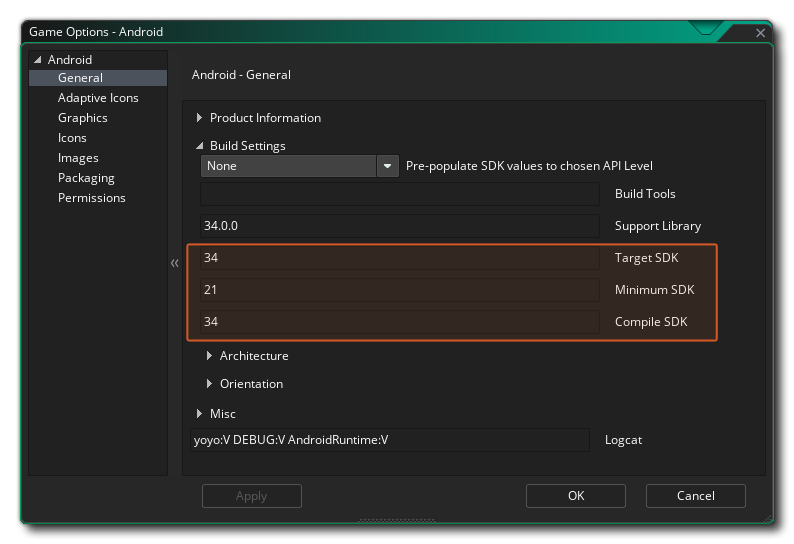 Game Options - Android
Android
General
Adaptive Icons
Graphics
Icons
Images
Packaging
Permissions
Android - General
Product Information
Build Settings
None Pre-populate SDK values to chosen API Level
Build Tools
34.0.0 Support Library
34 Target SDK
21 Minimum SDK
34 Compile SDK
Architecture
Orientation
Misc
yoyo:V DEBUG:V AndroidRuntime:V Logcat
Apply OK Cancel